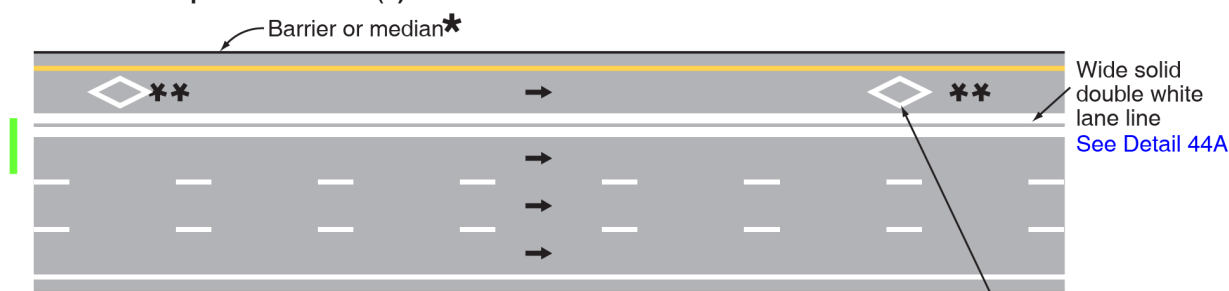 Barrier or median*
**
**
Wide solid
double white
lane line
See Detail 44A